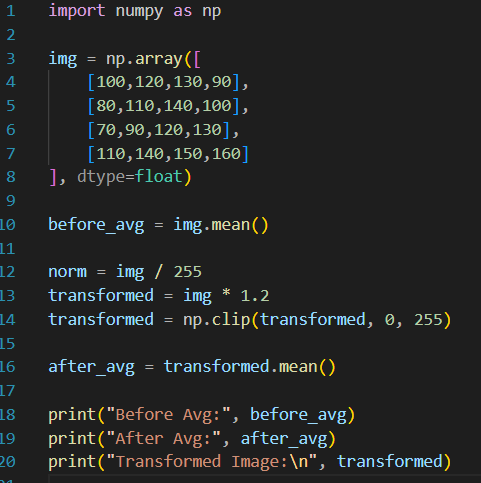 1 import numpy as np
2
3 img = np.array([
4     [100,120,130,90],
5     [80,110,140,100],
6     [70,90,120,130],
7     [110,140,150,160]
8 ], dtype=float)
9
10 before_avg = img.mean()
11
12 norm = img / 255
13 transformed = img * 1.2
14 transformed = np.clip(transformed, 0, 255)
15
16 after_avg = transformed.mean()
17
18 print("Before Avg:", before_avg)
19 print("After Avg:", after_avg)
20 print("Transformed Image:\n", transformed)